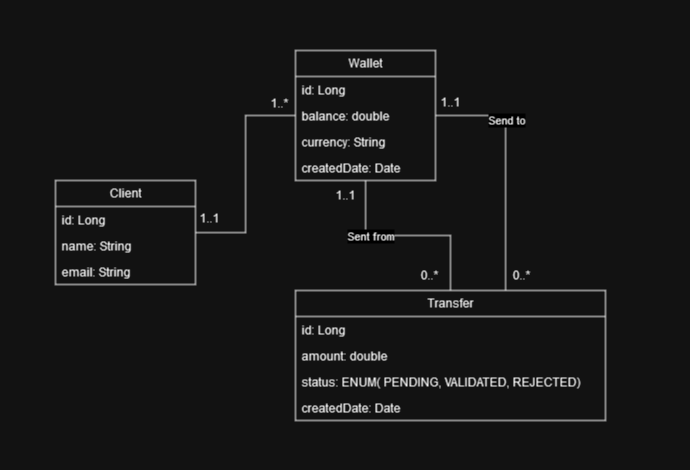 Wallet
id: Long
balance: double
currency: String
createdDate: Date
1..*
1..1
Send to
Client
id: Long
name: String
email: String
1..1
1..1
Sent from
0..*
0..*
Transfer
id: Long
amount: double
status: ENUM( PENDING, VALIDATED, REJECTED)
createdDate: Date